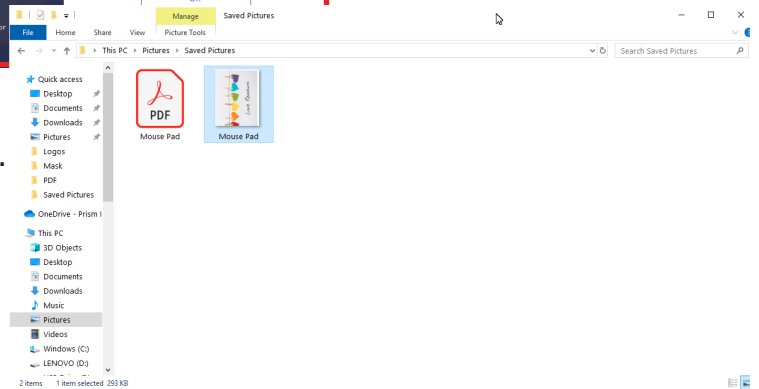 Manage
Saved Pictures
File
Home
Share
View
Picture Tools
This PC
Pictures
Saved Pictures
Search Saved Pictures
Quick access
Desktop
Documents
Downloads
Pictures
Logos
Mask
PDF
Saved Pictures
OneDrive - Prism I
This PC
3D Objects
Desktop
Documents
Downloads
Music
Pictures
Videos
Windows (C:)
LENOVO (D:)
PDF
Mouse Pad
Mouse Pad
2 items
1 item selected 293 KB